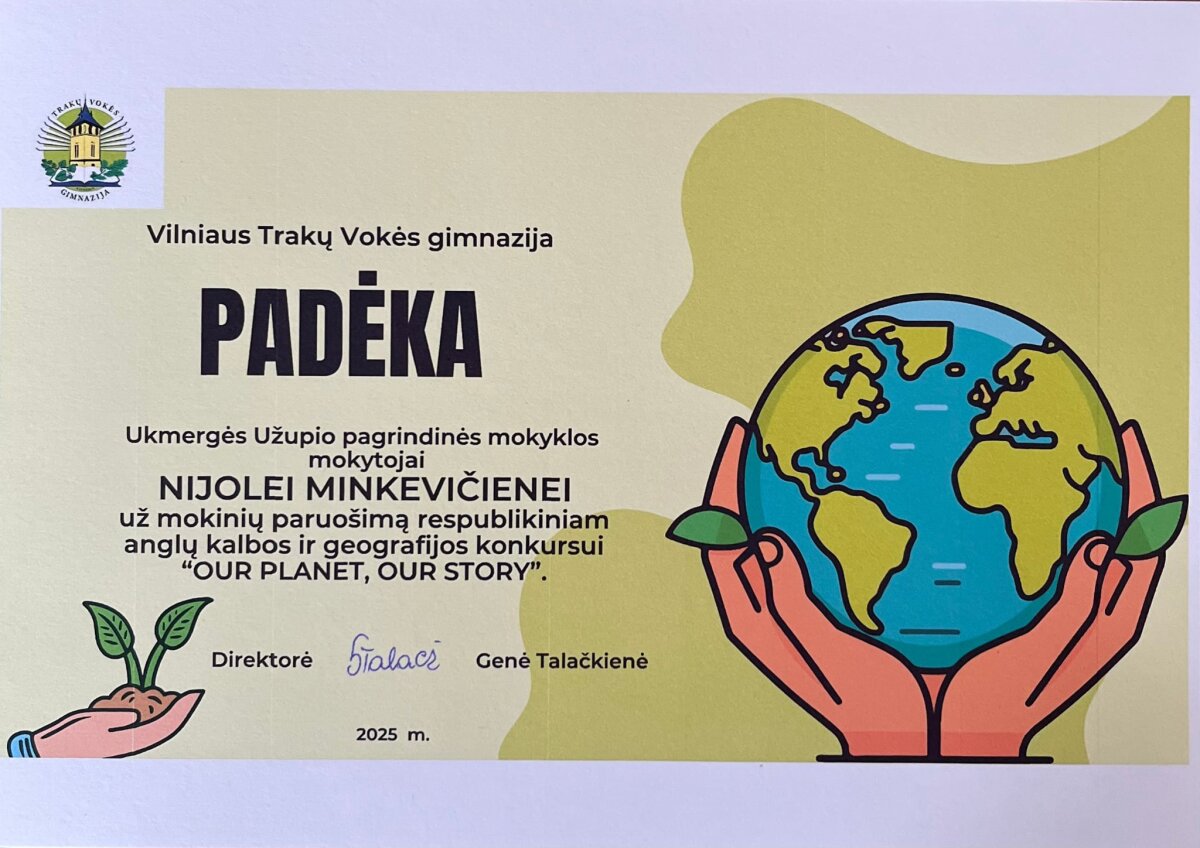 TRAKŲ VOKĖS
GIMNAZIJA
Vilniaus Trakų Vokės gimnazija
PADĖKA
Ukmergės Užupio pagrindinės mokyklos
mokytojai
NIJOLEI MINKEVIČIENEI
už mokinių paruošimą respublikiniam
anglų kalbos ir geografijos konkursui
“OUR PLANET, OUR STORY”.
Direktorė Genė Talačkienė
2025 m.